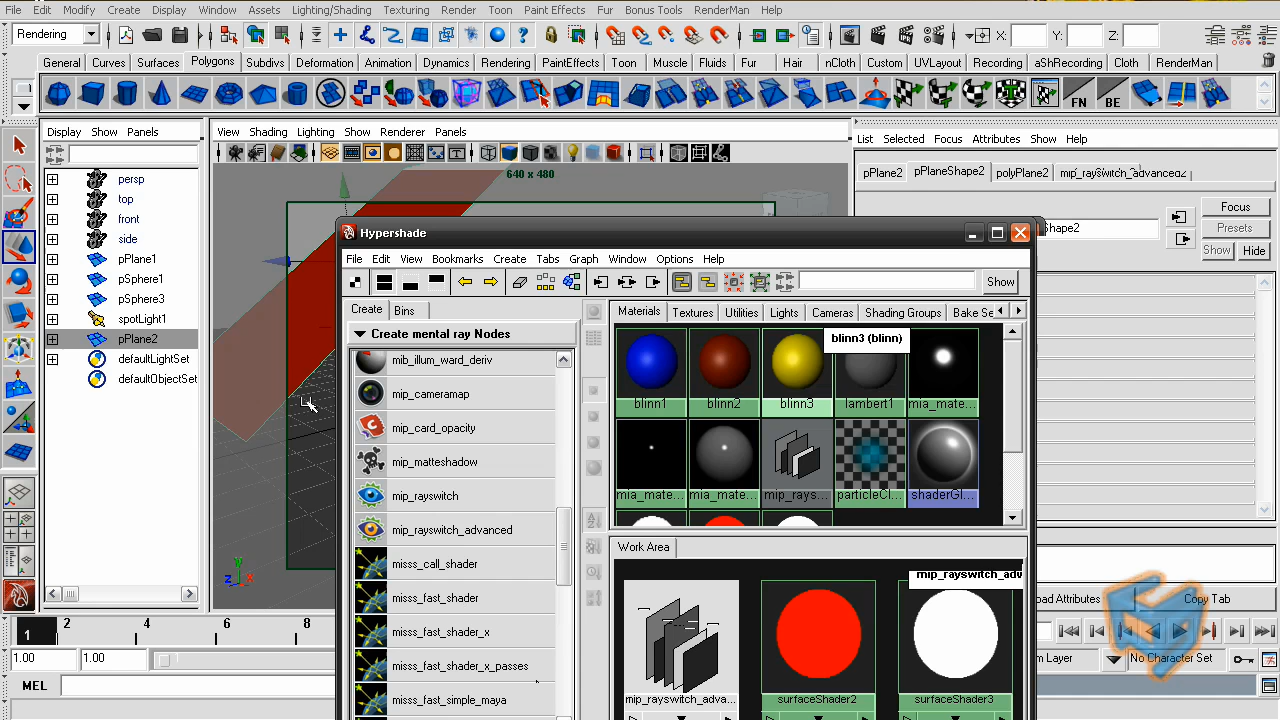 File Edit Modify Create Display Window Assets Lighting/Shading Texturing Render Toon Paint Effects Fur Bonus Tools RenderMan Help
Rendering X: Y: Z:
General Curves Surfaces Polygons Subdivs Deformation Animation Dynamics Rendering PaintEffects Toon Muscle Fluids Fur Hair nCloth Custom UVLayout Recording aShRecording Cloth RenderMan
FN BE
Display Show Panels
View Shading Lighting Show Renderer Panels
List Selected Focus Attributes Show Help
640 x 480
pPlane2 pPlaneShape2 polyPlane2 mip_raySwitch_advanced2
persp
top
front
side
pPlane1
pSphere1
pSphere3
spotLight1
pPlane2
defaultLightSet
defaultObjectSet
Shape2
Focus
Presets
Show Hide
Hypershade
File Edit View Bookmarks Create Tabs Graph Window Options Help
Show
Create Bins
Create mental ray Nodes
mib_illum_ward_deriv
mip_cameramap
mip_card_opacity
mip_matteshadow
mip_rayswitch
mip_rayswitch_advanced
misss_call_shader
misss_fast_shader
misss_fast_shader_x
misss_fast_shader_x_passes
misss_fast_simple_maya
Materials Textures Utilities Lights Cameras Shading Groups Bake Se
blinn3 (blinn)
blinn1 blinn2 blinn3 lambert1 mia_mate...
mia_mate... mia_mate... mip_rays... particleCl... shaderGl...
Work Area
mip_rayswitch_adv
mip_rayswitch_adva... surfaceShader2 surfaceShader3
z y x
oad Attributes Copy Tab
1 2 4 6 8
1.00 1.00
m Layer No Character Set
MEL